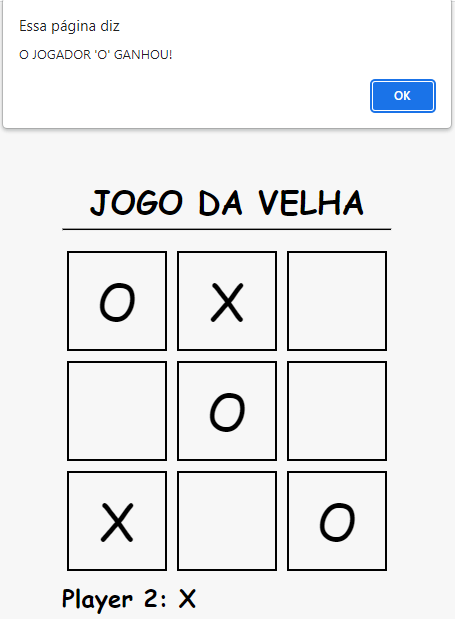 Essa página diz
O JOGADOR 'O' GANHOU!
OK
JOGO DA VELHA
O X
O
X O
Player 2: X